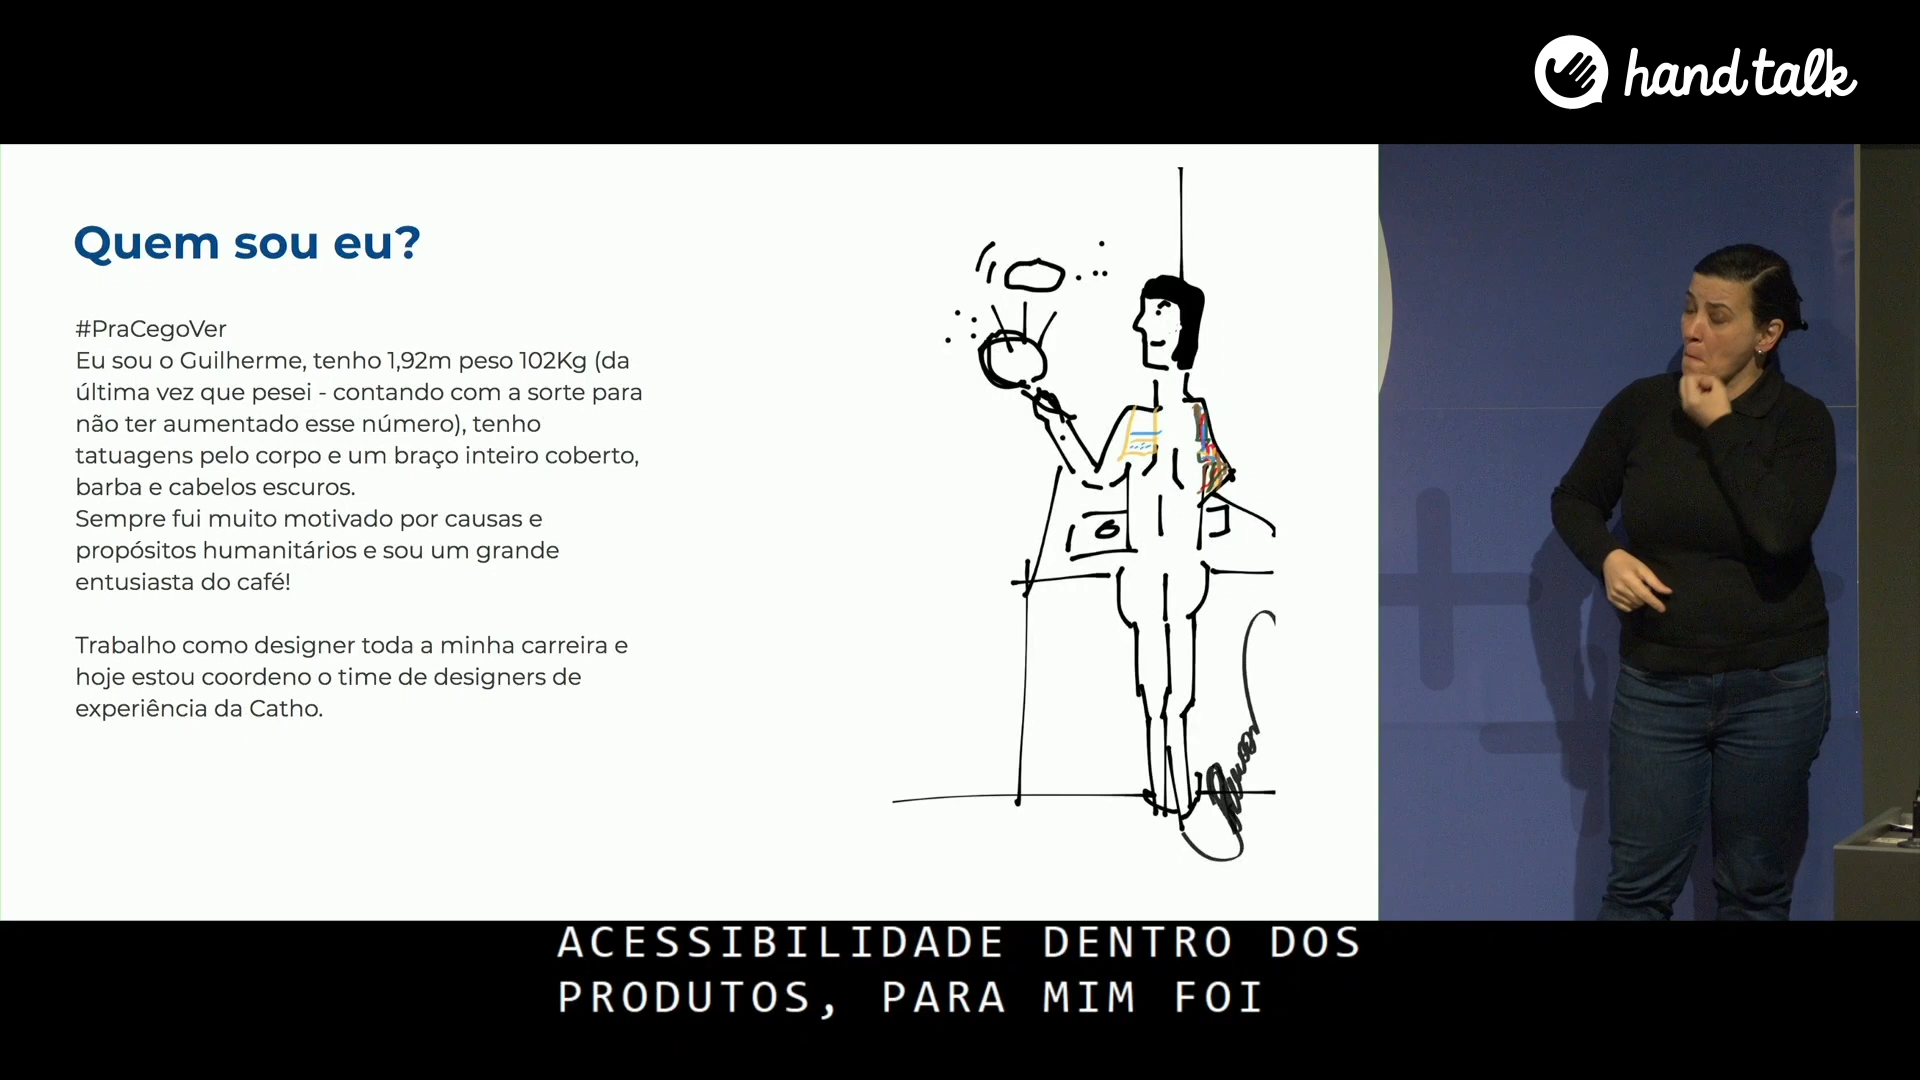 hand talk
Quem sou eu?
#PraCegoVer
Eu sou o Guilherme, tenho 1,92m peso 102Kg (da
última vez que pesei - contando com a sorte para
não ter aumentado esse número), tenho
tatuagens pelo corpo e um braço inteiro coberto,
barba e cabelos escuros.
Sempre fui muito motivado por causas e
propósitos humanitários e sou um grande
entusiasta do café!
Trabalho como designer toda a minha carreira e
hoje estou coordeno o time de designers de
experiência da Catho.
ACESSIBILIDADE DENTRO DOS
PRODUTOS, PARA MIM FOI